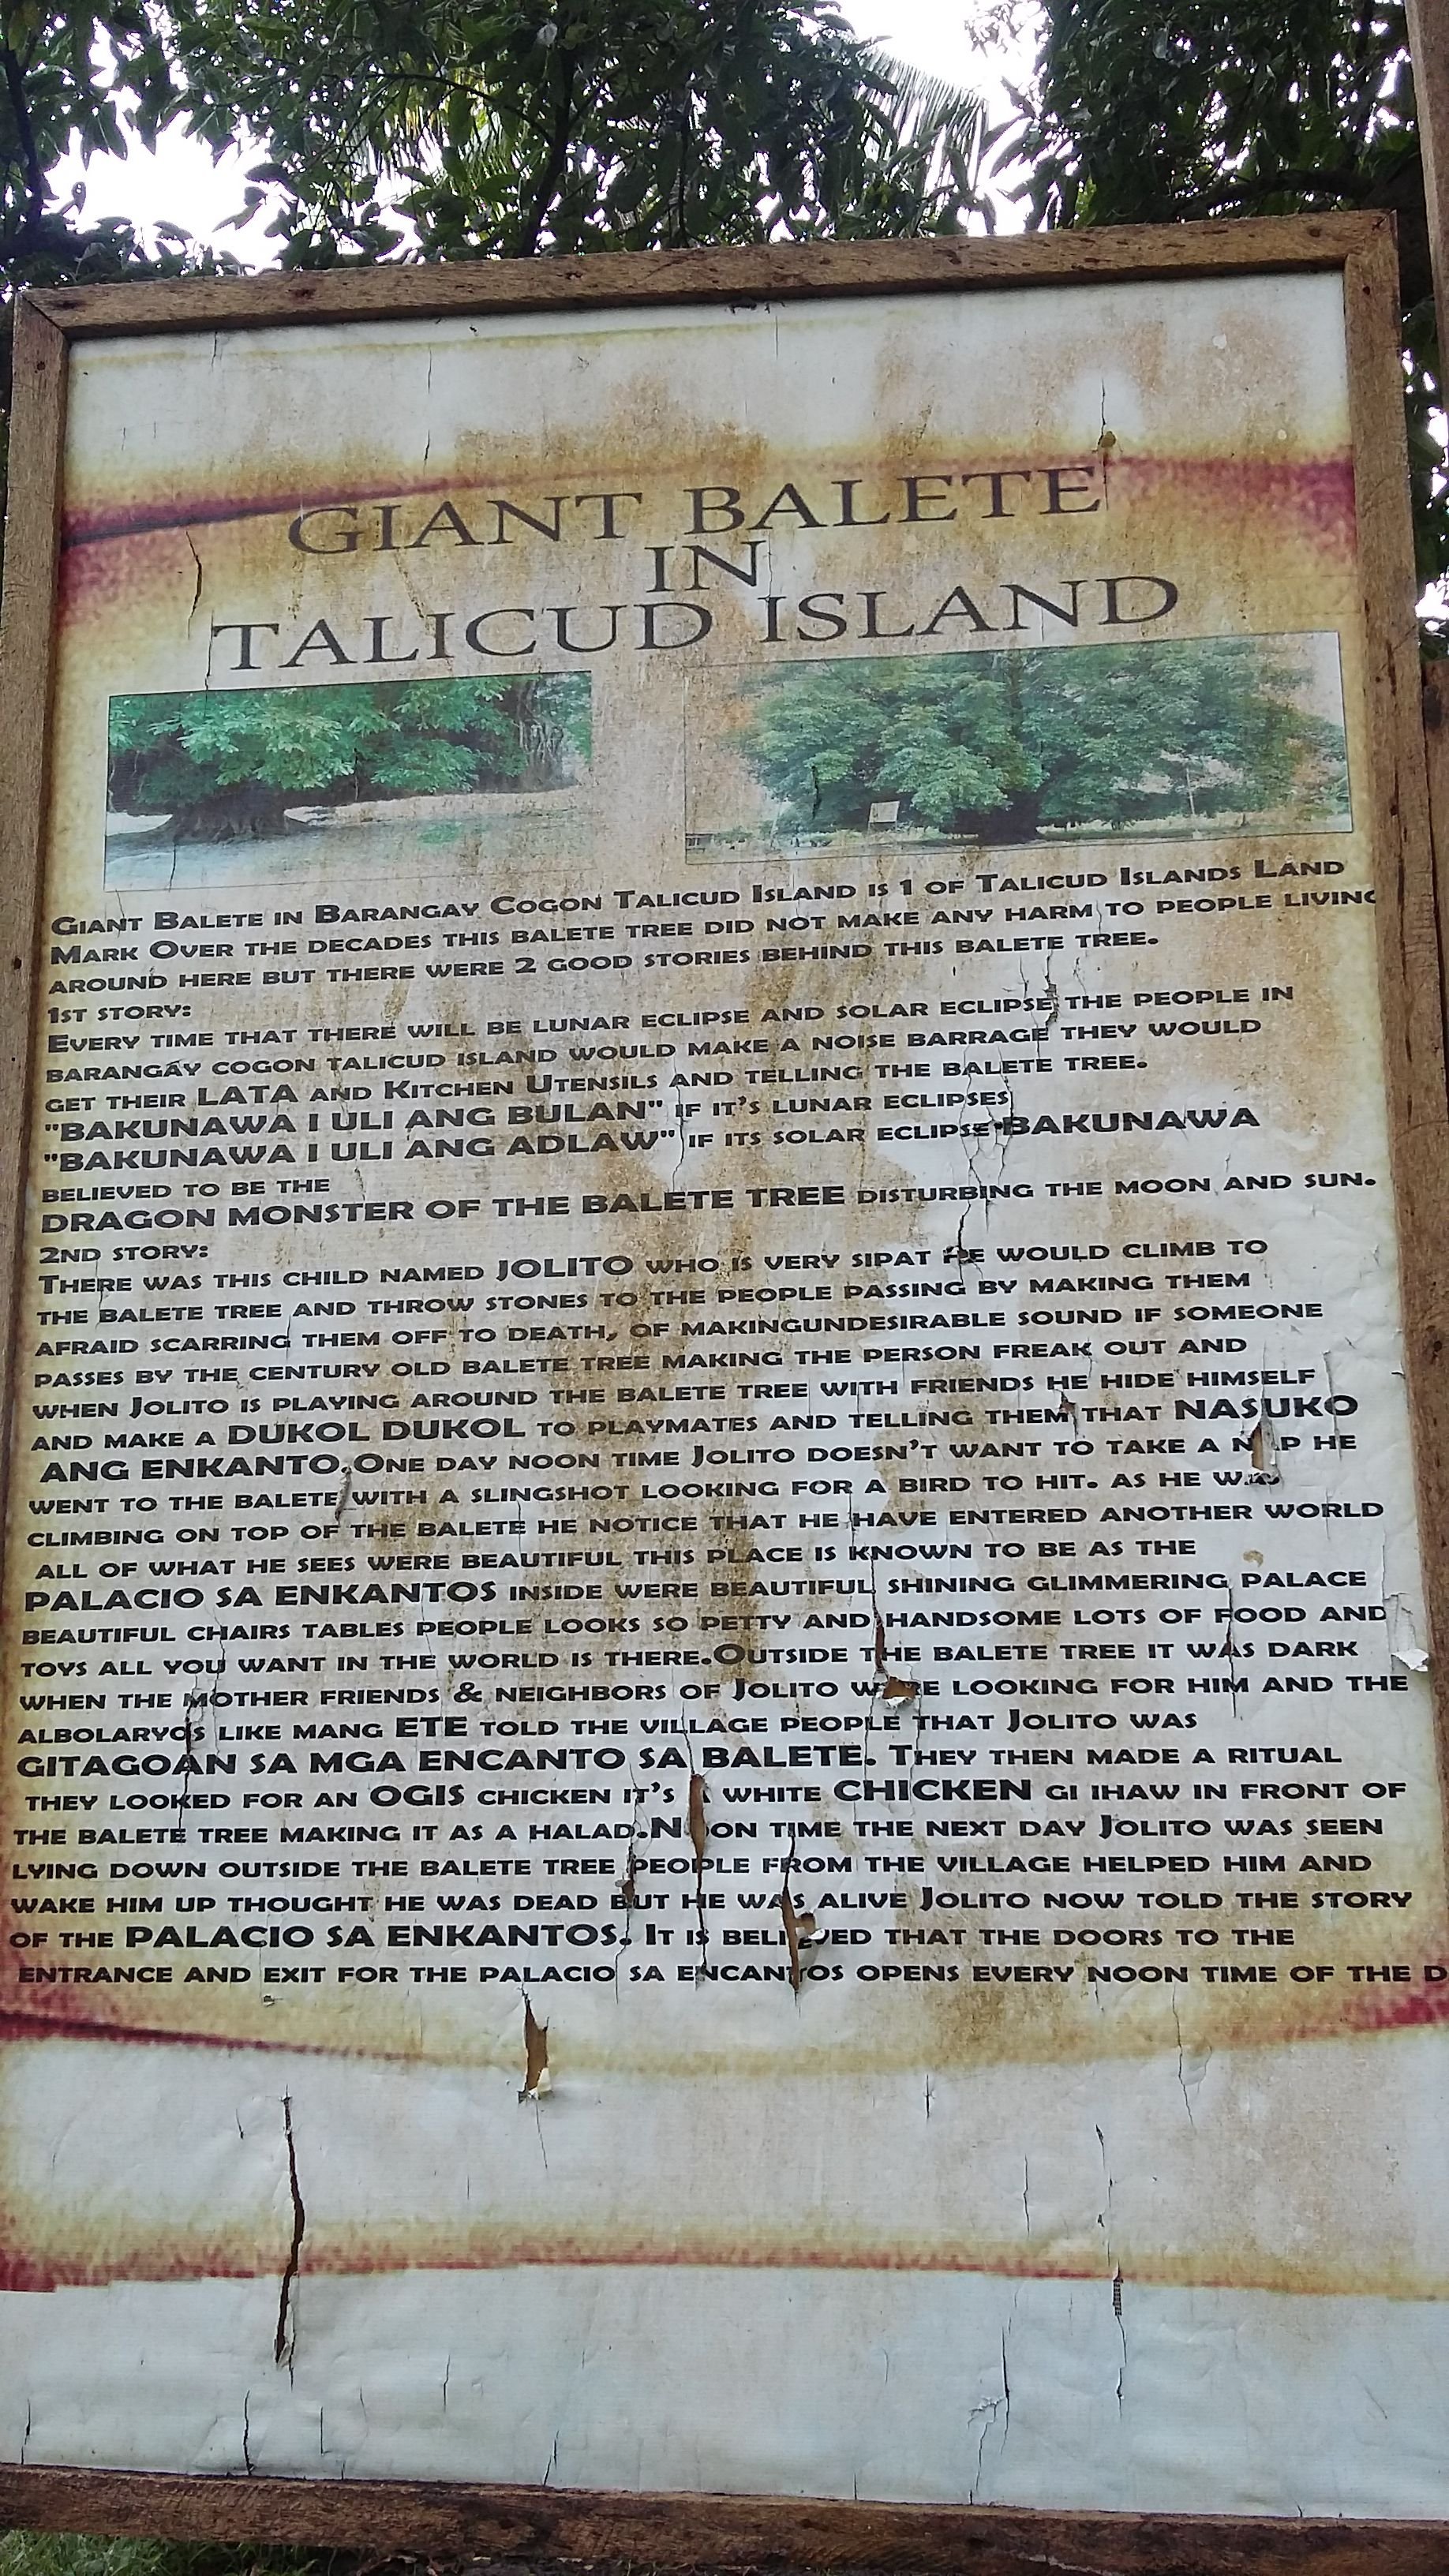 GIANT BALETE
IN
TALICUD ISLAND
GIANT BALETE IN BARANGAY COGON TALICUD ISLAND IS 1 OF TALICUD ISLANDS LAND
MARK OVER THE DECADES THIS BALETE TREE DID NOT MAKE ANY HARM TO PEOPLE LIVING
AROUND HERE BUT THERE WERE 2 GOOD STORIES BEHIND THIS BALETE TREE.
1ST STORY:
EVERY TIME THAT THERE WILL BE LUNAR ECLIPSE AND SOLAR ECLIPSE THE PEOPLE IN
BARANGAY COGON TALICUD ISLAND WOULD MAKE A NOISE BARRAGE THEY WOULD
GET THEIR LATA AND KITCHEN UTENSILS AND TELLING THE BALETE TREE.
"BAKUNAWA I ULI ANG BULAN" IF IT'S LUNAR ECLIPSES
"BAKUNAWA I ULI ANG ADLAW" IF ITS SOLAR ECLIPSE.BAKUNAWA
BELIEVED TO BE THE
DRAGON MONSTER OF THE BALETE TREE DISTURBING THE MOON AND SUN.
2ND STORY:
THERE WAS THIS CHILD NAMED JOLITO WHO IS VERY SIPAT HE WOULD CLIMB TO
THE BALETE TREE AND THROW STONES TO THE PEOPLE PASSING BY MAKING THEM
AFRAID SCARRING THEM OFF TO DEATH, OF MAKINGUNDESIRABLE SOUND IF SOMEONE
PASSES BY THE CENTURY OLD BALETE TREE MAKING THE PERSON FREAK OUT AND
WHEN JOLITO IS PLAYING AROUND THE BALETE TREE WITH FRIENDS HE HIDE HIMSELF
AND MAKE A DUKOL DUKOL TO PLAYMATES AND TELLING THEM THAT NASUKO
ANG ENKANTO.ONE DAY NOON TIME JOLITO DOESN'T WANT TO TAKE A NAP HE
WENT TO THE BALETE WITH A SLINGSHOT LOOKING FOR A BIRD TO HIT. AS HE WAS
CLIMBING ON TOP OF THE BALETE HE NOTICE THAT HE HAVE ENTERED ANOTHER WORLD
ALL OF WHAT HE SEES WERE BEAUTIFUL THIS PLACE IS KNOWN TO BE AS THE
PALACIO SA ENKANTOS INSIDE WERE BEAUTIFUL SHINING GLIMMERING PALACE
BEAUTIFUL CHAIRS TABLES PEOPLE LOOKS SO PETTY AND HANDSOME LOTS OF FOOD AND
TOYS ALL YOU WANT IN THE WORLD IS THERE.OUTSIDE THE BALETE TREE IT WAS DARK
WHEN THE MOTHER FRIENDS & NEIGHBORS OF JOLITO WERE LOOKING FOR HIM AND THE
ALBOLARYOS LIKE MANG ETE TOLD THE VILLAGE PEOPLE THAT JOLITO WAS
GITAGOAN SA MGA ENCANTO SA BALETE. THEY THEN MADE A RITUAL
THEY LOOKED FOR AN OGIS CHICKEN IT'S A WHITE CHICKEN GI IHAW IN FRONT OF
THE BALETE TREE MAKING IT AS A HALAD.NOON TIME THE NEXT DAY JOLITO WAS SEEN
LYING DOWN OUTSIDE THE BALETE TREE PEOPLE FROM THE VILLAGE HELPED HIM AND
WAKE HIM UP THOUGHT HE WAS DEAD BUT HE WAS ALIVE JOLITO NOW TOLD THE STORY
OF THE PALACIO SA ENKANTOS. IT IS BELIEVED THAT THE DOORS TO THE
ENTRANCE AND EXIT FOR THE PALACIO SA ENCANTOS OPENS EVERY NOON TIME OF THE D